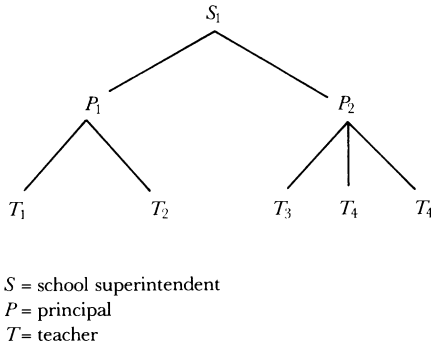 S1
P1 P2
T1 T2 T3 T4 T4
S = school superintendent
P = principal
T = teacher